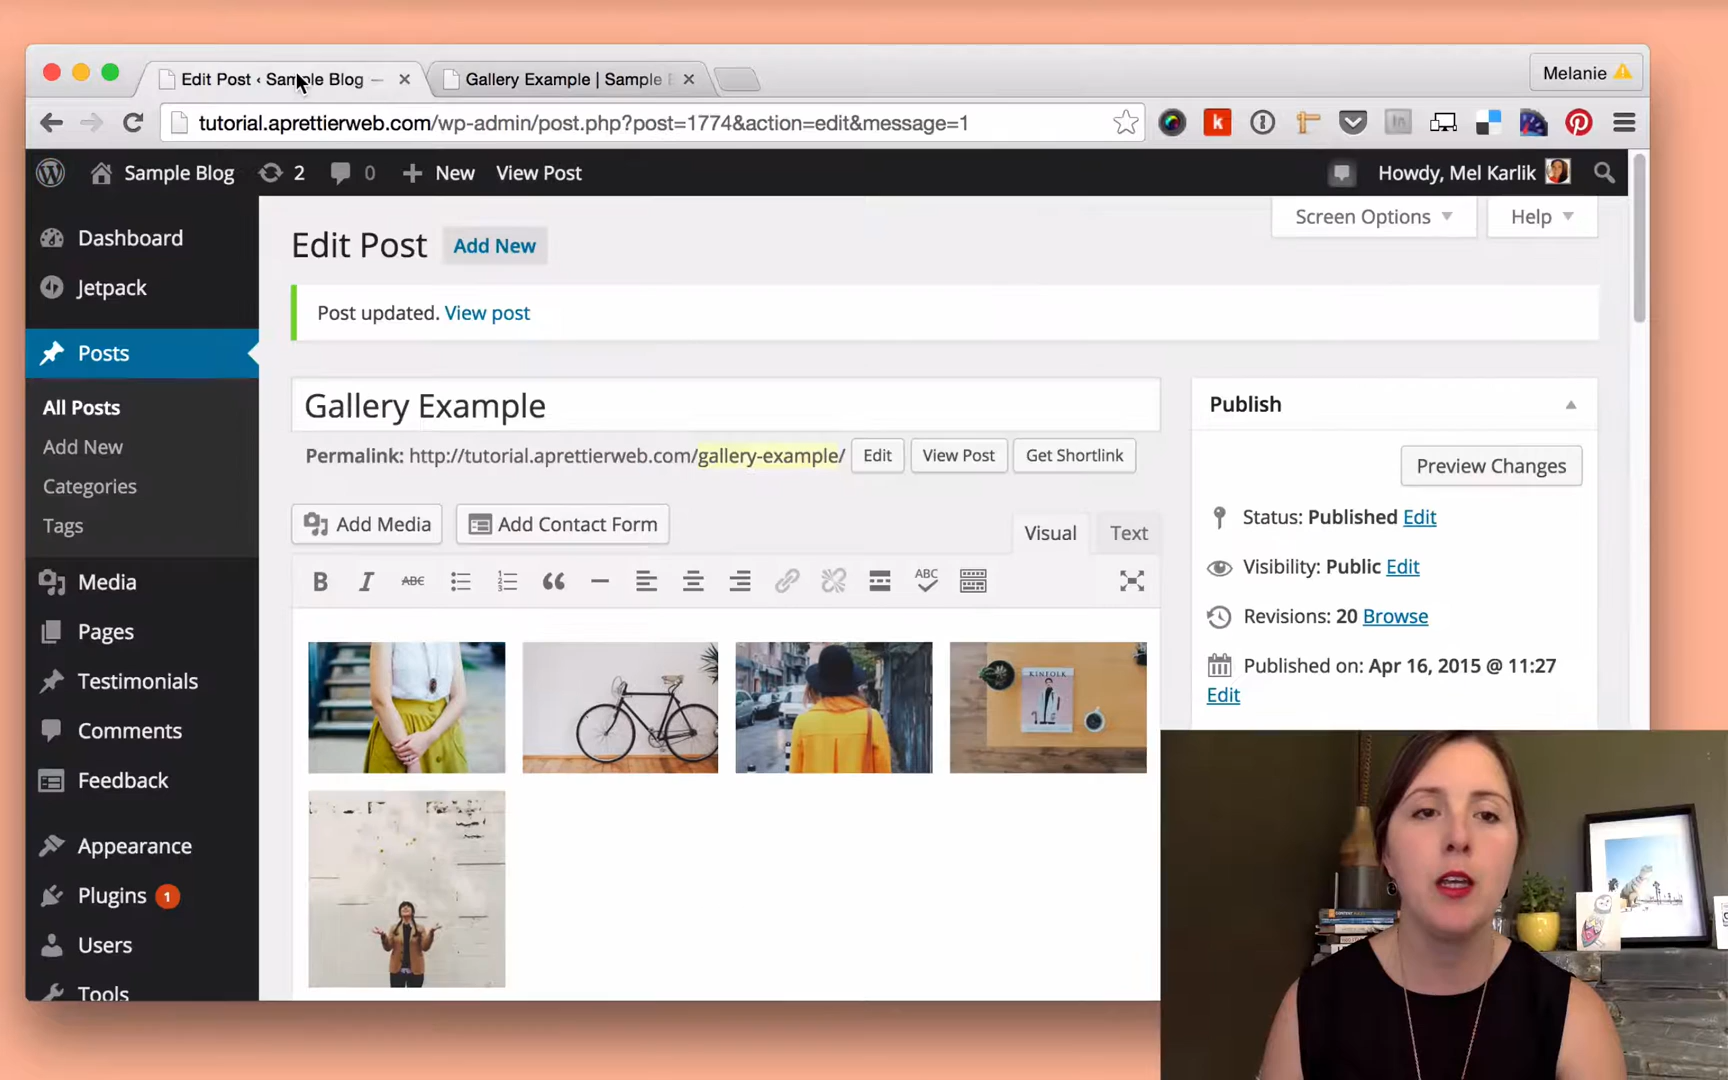 Edit Post ‹ Sample Blog —
Gallery Example | Sample
Melanie
tutorial.aprettierweb.com/wp-admin/post.php?post=1774&action=edit&message=1
Sample Blog 2 0 New View Post
Howdy, Mel Karlik
Screen Options Help
Dashboard
Jetpack
Posts
All Posts
Add New
Categories
Tags
Media
Pages
Testimonials
Comments
Feedback
Appearance
Plugins 1
Users
Tools
Edit Post Add New
Post updated. View post
Gallery Example
Permalink: http://tutorial.aprettierweb.com/gallery-example/ Edit View Post Get Shortlink
Add Media Add Contact Form
Visual Text
B I ABC ABC
KINFOLK
Publish
Preview Changes
Status: Published Edit
Visibility: Public Edit
Revisions: 20 Browse
Published on: Apr 16, 2015 @ 11:27
Edit